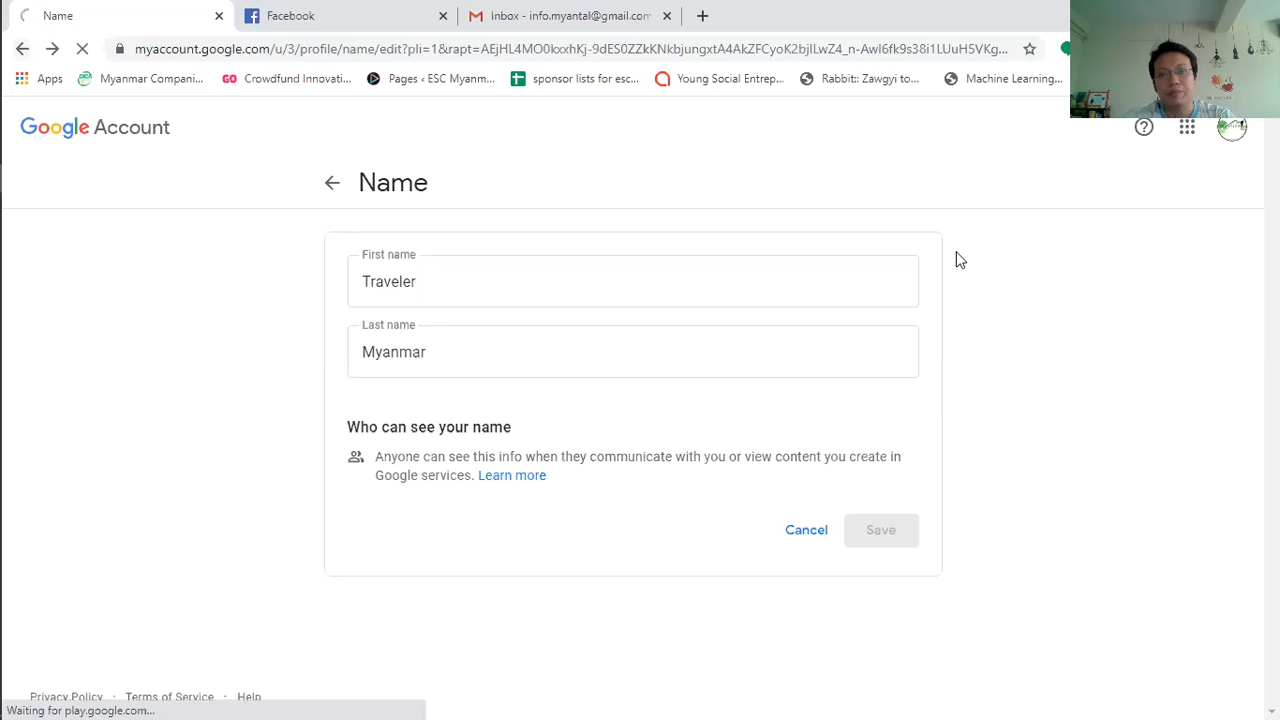 Name
Facebook
Inbox - info.myantal@gmail.com
myaccount.google.com/u/3/profile/name/edit?pli=1&rapt=AEjHL4MO0kxxhKj-9dES0ZZkKNkbjungxtA4AkZFCyoK2bjlLwZ4_n-Awl6fk9s38i1LUuH5VKg...
Apps
Myanmar Compani...
Crowdfund Innovati...
Pages ‹ ESC Myanm...
sponsor lists for esc...
Young Social Entrep...
Rabbit:: Zawgyi to...
Machine Learning...
Google Account
Name
First name
Traveler
Last name
Myanmar
Who can see your name
Anyone can see this info when they communicate with you or view content you create in
Google services. Learn more
Cancel
Save
Privacy Policy · Terms of Service · Help
Waiting for play.google.com...